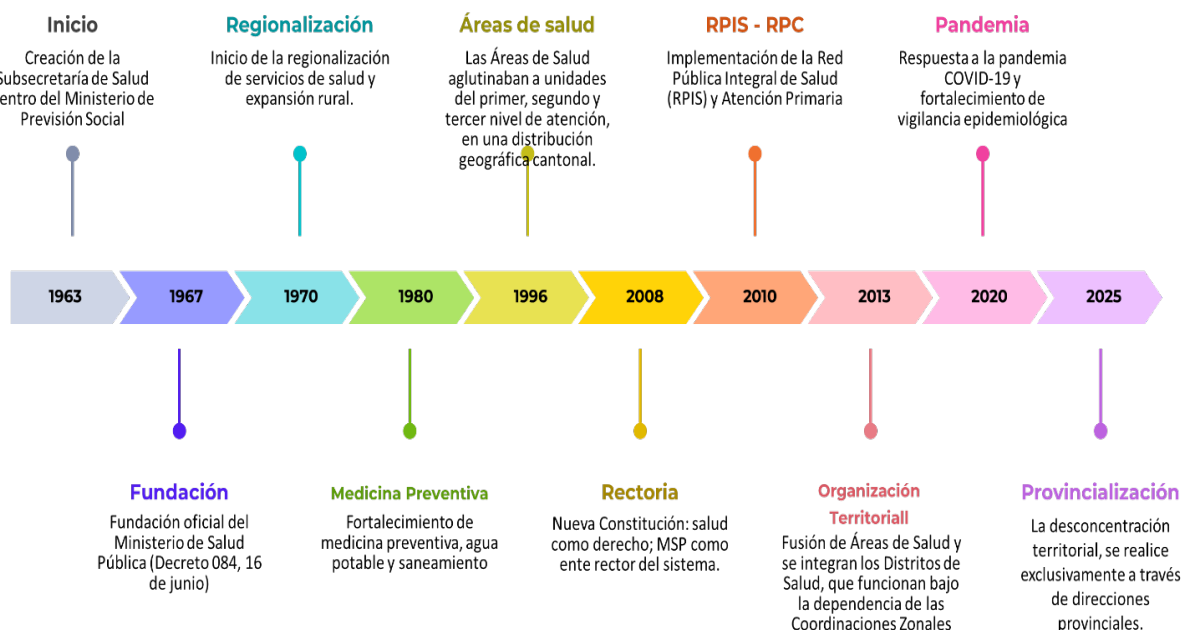 Inicio
Creación de la
Subsecretaría de Salud
entro del Ministerio de
Previsión Social
Regionalización
Inicio de la regionalización
de servicios de salud y
expansión rural.
Áreas de salud
Las Áreas de Salud
aglutinaban a unidades
del primer, segundo y
tercer nivel de atención,
en una distribución
geográfica cantonal.
RPIS - RPC
Implementación de la Red
Pública Integral de Salud
(RPIS) y Atención Primaria
Pandemia
Respuesta a la pandemia
COVID-19 y
fortalecimiento de
vigilancia epidemiológica
1963
1967
1970
1980
1996
2008
2010
2013
2020
2025
Fundación
Fundación oficial del
Ministerio de Salud
Pública (Decreto 084, 16
de junio)
Medicina Preventiva
Fortalecimiento de
medicina preventiva, agua
potable y saneamiento
Rectoria
Nueva Constitución: salud
como derecho; MSP como
ente rector del sistema.
Organización
Territoriall
Fusión de Áreas de Salud y
se integran los Distritos de
Salud, que funcionan bajo
la dependencia de las
Coordinaciones Zonales
Provincialización
La desconcentración
territorial, se realice
exclusivamente a través
de direcciones
provinciales.